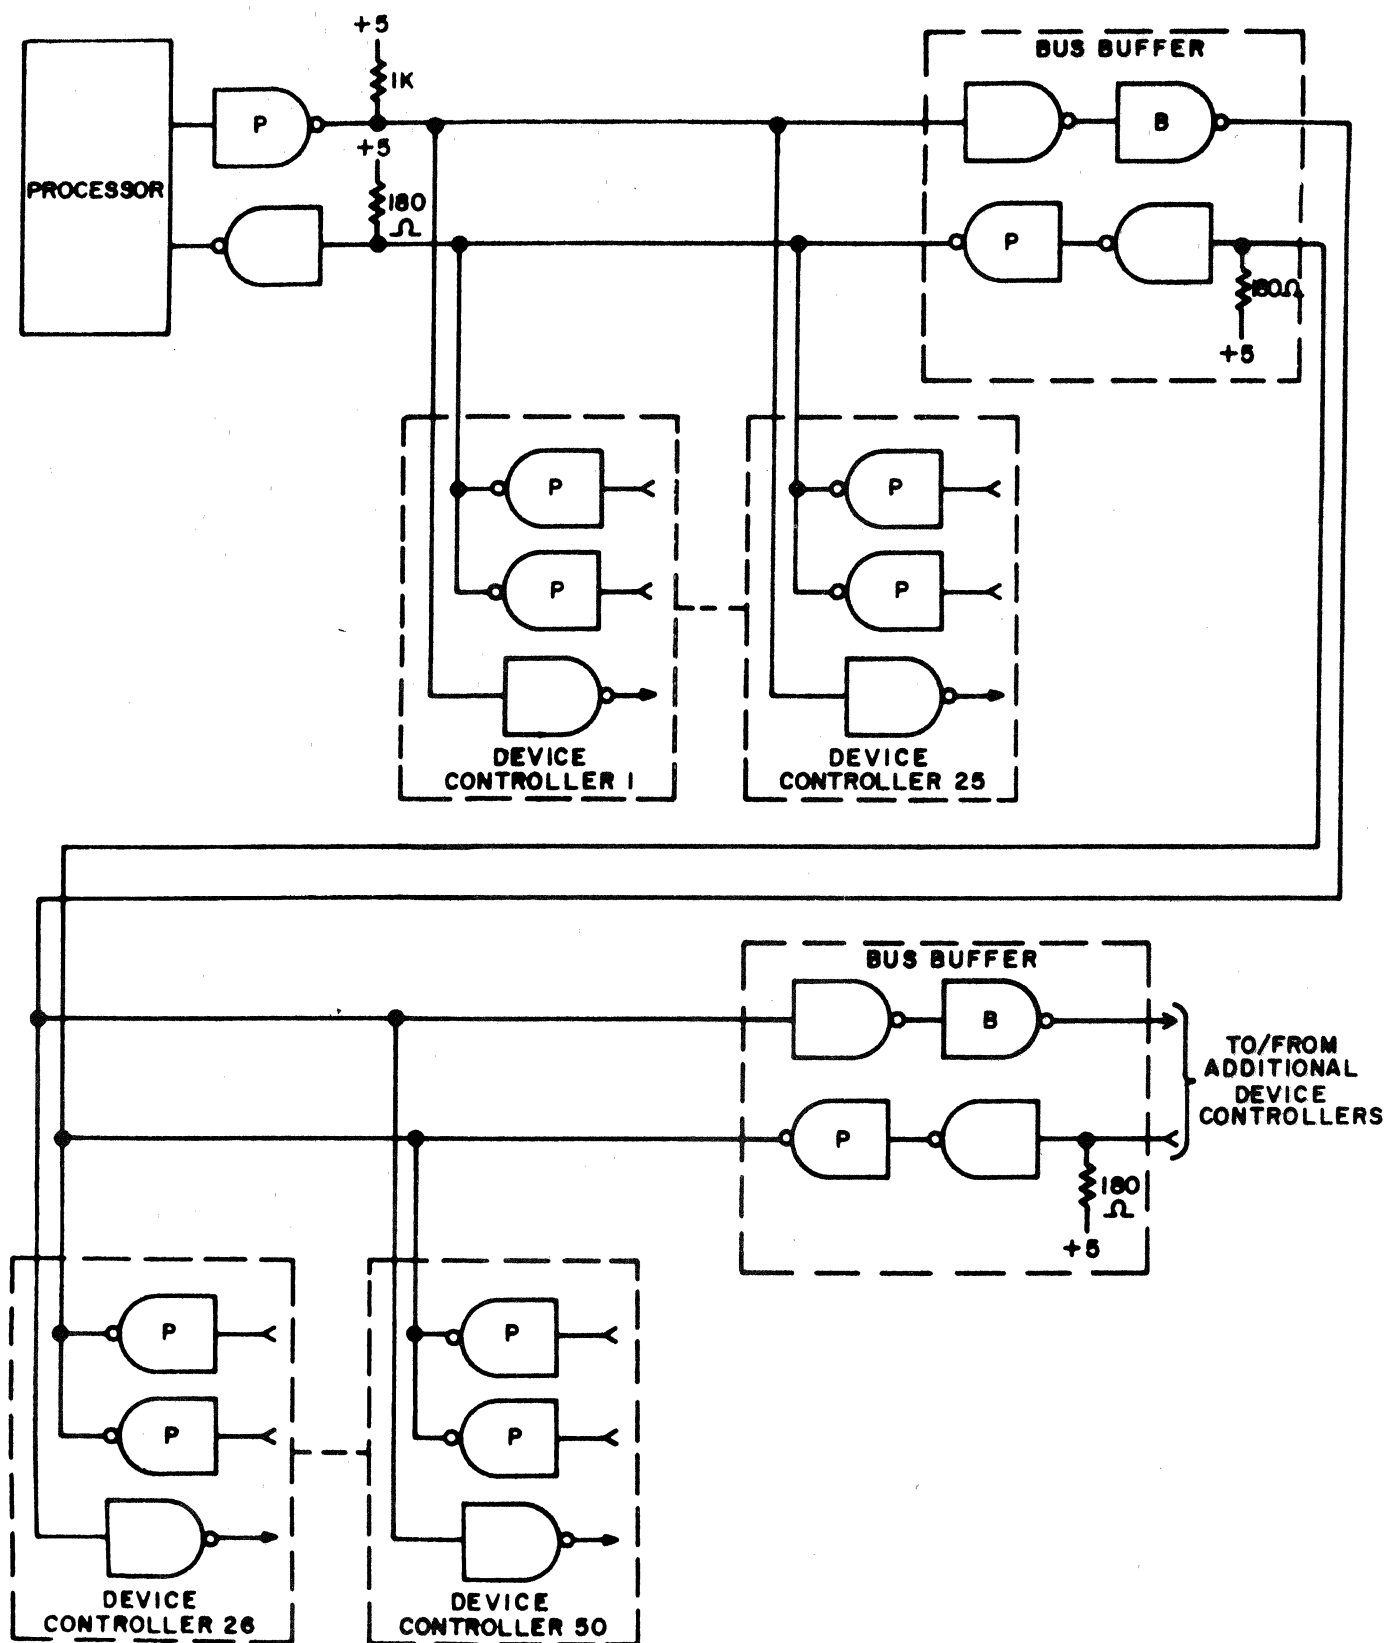 +5
BUS BUFFER
1K
P
B
+5
PROCESSOR
180
Ω
P
180Ω
+5
P
P
P
P
DEVICE
CONTROLLER 1
DEVICE
CONTROLLER 25
BUS BUFFER
B
TO/FROM
ADDITIONAL
DEVICE
CONTROLLERS
P
180
Ω
+5
P
P
P
P
DEVICE
CONTROLLER 26
DEVICE
CONTROLLER 50